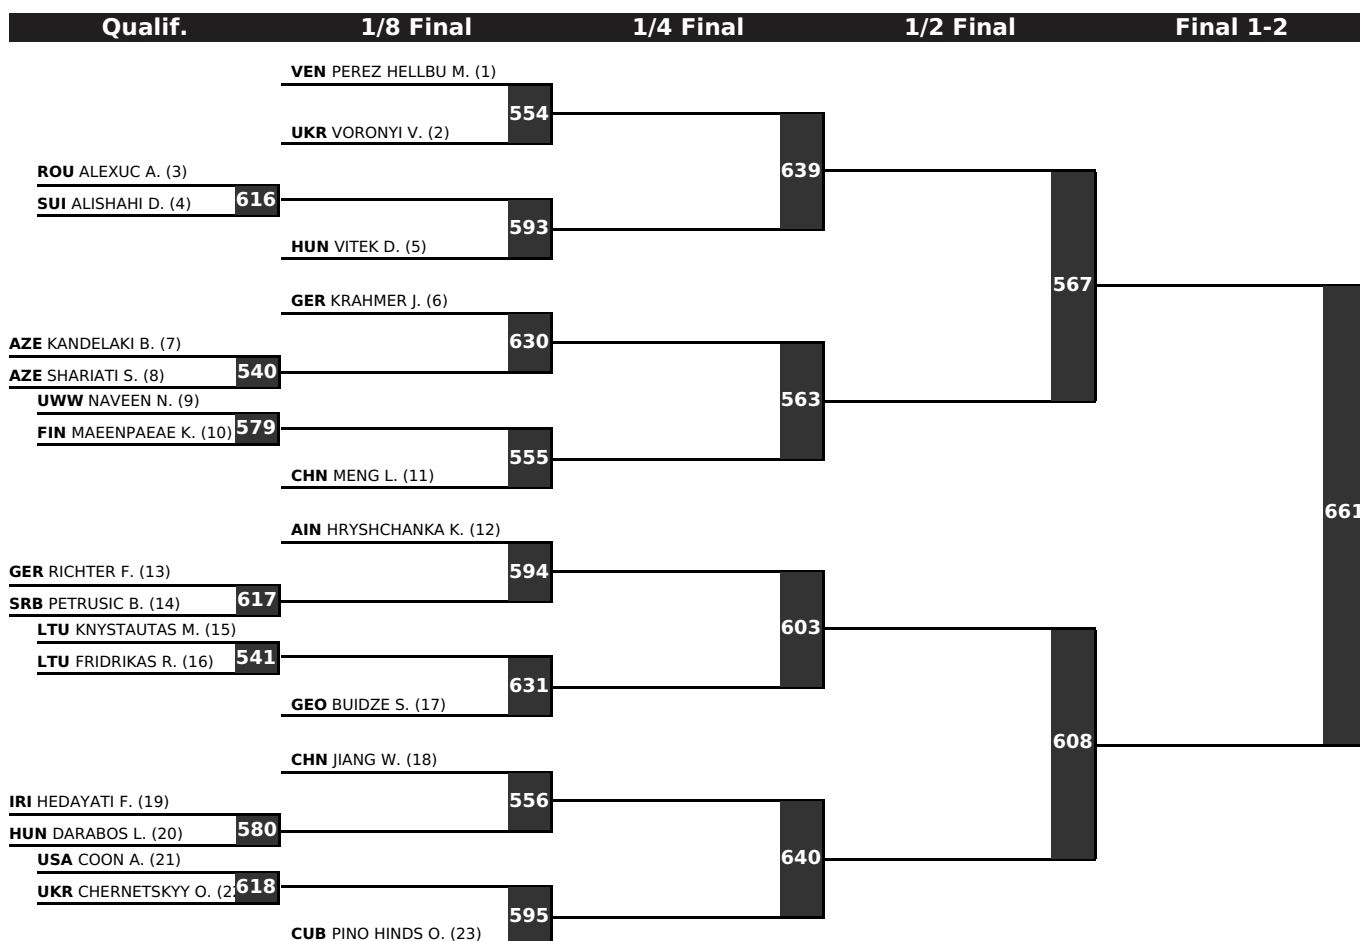 Qualif. 1/8 Final 1/4 Final 1/2 Final Final 1-2
VEN PEREZ HELLBU M. (1)
554
UKR VORONYI V. (2)
ROU ALEXUC A. (3)
639
SUI ALISHAHI D. (4) 616
593
HUN VITEK D. (5)
567
GER KRAHMER J. (6)
630
AZE KANDELAKI B. (7)
AZE SHARIATI S. (8) 540
UWW NAVEEN N. (9)
563
FIN MAEENPAEAE K. (10) 579
555
CHN MENG L. (11)
661
AIN HRYSHCHANKA K. (12)
594
GER RICHTER F. (13)
SRB PETRUSIC B. (14) 617
LTU KNYSTAUTAS M. (15)
603
LTU FRIDRIKAS R. (16) 541
631
GEO BUIDZE S. (17)
608
CHN JIANG W. (18)
556
IRI HEDAYATI F. (19)
HUN DARABOS L. (20) 580
USA COON A. (21)
640
UKR CHERNETSKYY O. (22 618
595
CUB PINO HINDS O. (23)